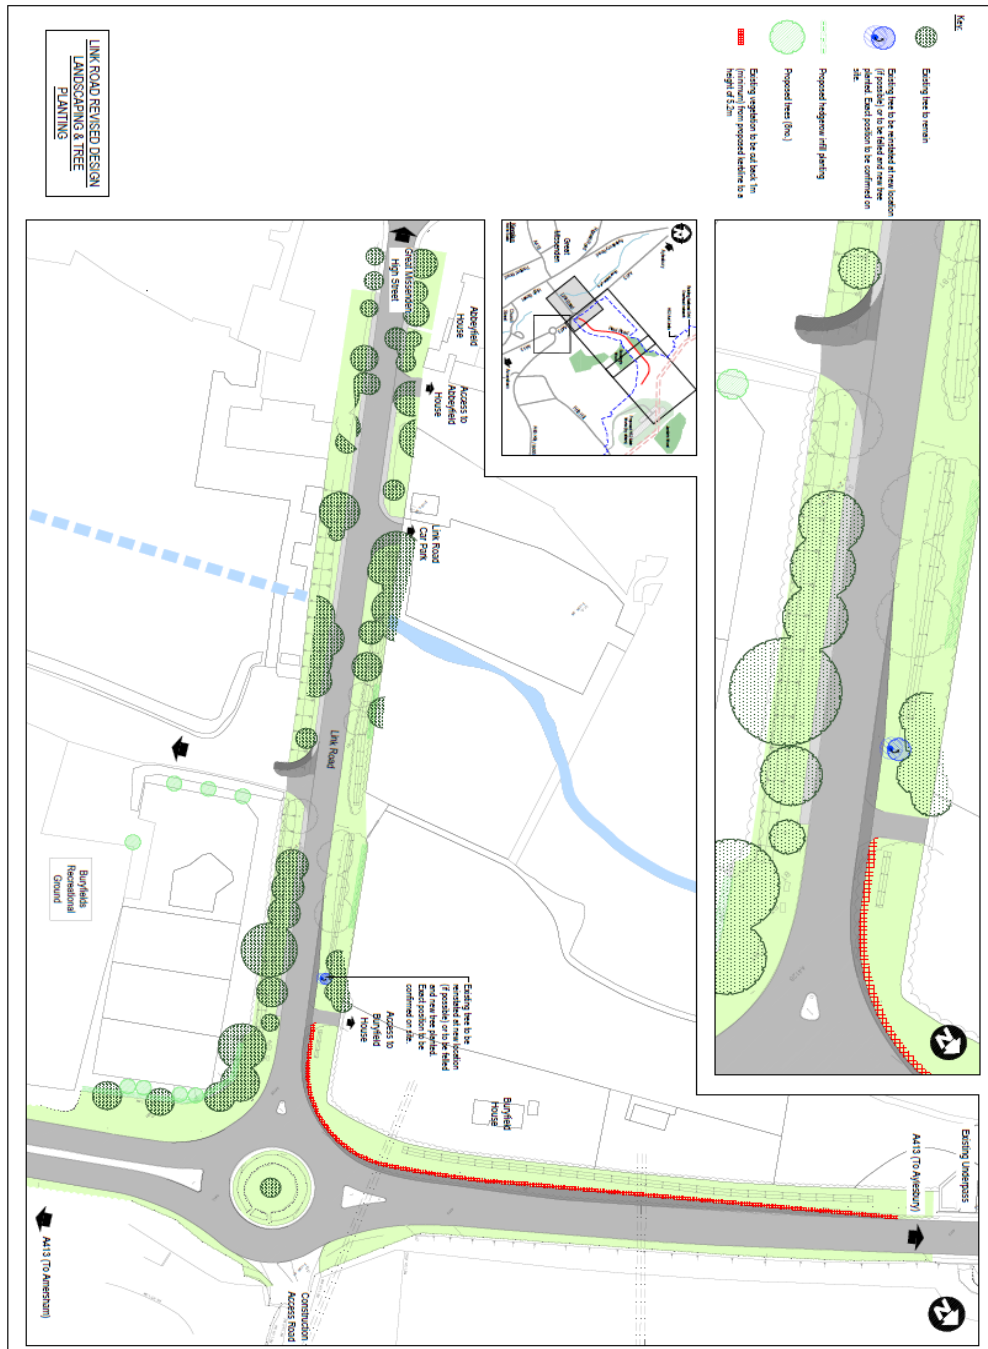 Key:
Existing tree to remain
Existing tree to be reinstated at new location
(if possible) or to be felled and new tree
planted. Exact position to be confirmed on
site.
Proposed hedgerow infill planting
Proposed trees (8no.)
Existing vegetation to be cut back 1m
(minimum) from proposed kerbline to a
height of 5.2m
LINK ROAD REVISED DESIGN
LANDSCAPING & TREE
PLANTING
Great
Missenden
Great Missenden
High Street
Abbeyfield
House
Access to
Abbeyfield
House
Link Road
Car Park
Link Road
Buryfields
Recreational
Ground
Existing tree to be
reinstated at new location
(if possible) or to be felled
and new tree planted.
Exact position to be
confirmed on site.
Access to
Buryfield
House
Buryfield
House
Existing Underpass
A413 (To Aylesbury)
A413 (To Amersham)
Construction
Access Road
N
N